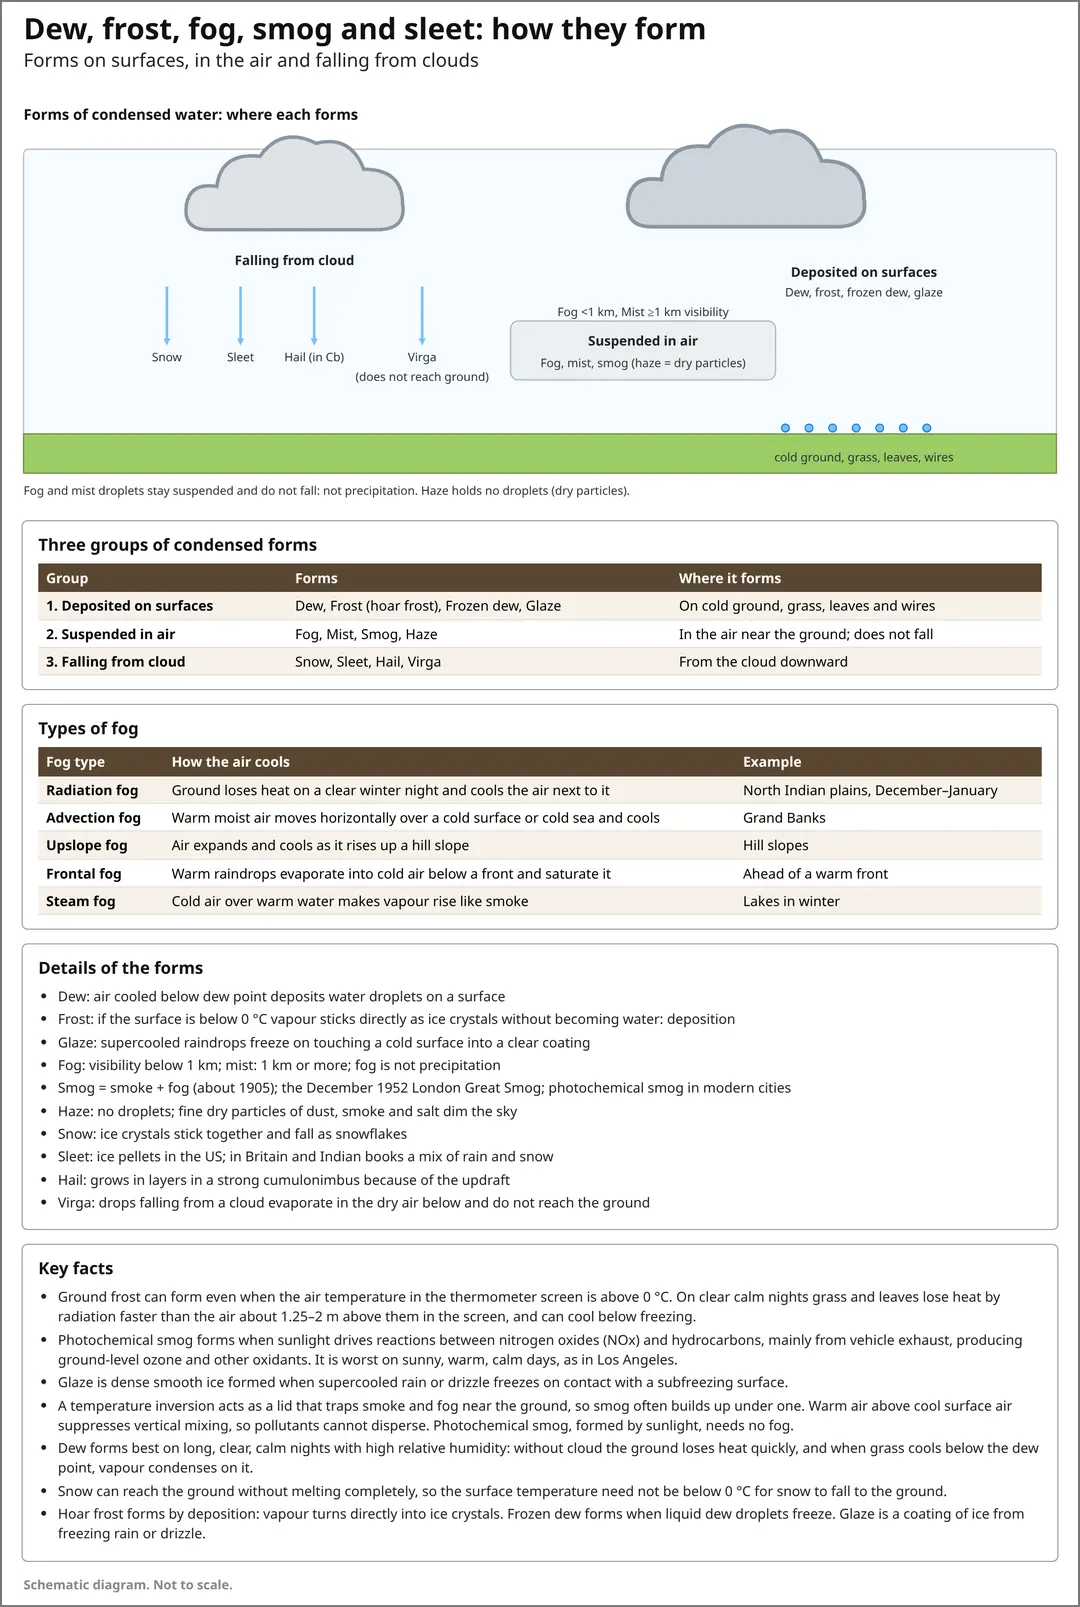 Dew, frost, fog, smog and sleet: how they form
Forms on surfaces, in the air and falling from clouds
Forms of condensed water: where each forms
Falling from cloud
Deposited on surfaces
Dew, frost, frozen dew, glaze
Fog <1 km, Mist ≥1 km visibility
Suspended in air
Fog, mist, smog (haze = dry particles)
Snow
Sleet
Hail (in Cb)
Virga
(does not reach ground)
cold ground, grass, leaves, wires
Fog and mist droplets stay suspended and do not fall: not precipitation. Haze holds no droplets (dry particles).
Three groups of condensed forms
Group Forms Where it forms
1. Deposited on surfaces Dew, Frost (hoar frost), Frozen dew, Glaze On cold ground, grass, leaves and wires
2. Suspended in air Fog, Mist, Smog, Haze In the air near the ground; does not fall
3. Falling from cloud Snow, Sleet, Hail, Virga From the cloud downward
Types of fog
Fog type How the air cools Example
Radiation fog Ground loses heat on a clear winter night and cools the air next to it North Indian plains, December–January
Advection fog Warm moist air moves horizontally over a cold surface or cold sea and cools Grand Banks
Upslope fog Air expands and cools as it rises up a hill slope Hill slopes
Frontal fog Warm raindrops evaporate into cold air below a front and saturate it Ahead of a warm front
Steam fog Cold air over warm water makes vapour rise like smoke Lakes in winter
Details of the forms
• Dew: air cooled below dew point deposits water droplets on a surface
• Frost: if the surface is below 0 °C vapour sticks directly as ice crystals without becoming water: deposition
• Glaze: supercooled raindrops freeze on touching a cold surface into a clear coating
• Fog: visibility below 1 km; mist: 1 km or more; fog is not precipitation
• Smog = smoke + fog (about 1905); the December 1952 London Great Smog; photochemical smog in modern cities
• Haze: no droplets; fine dry particles of dust, smoke and salt dim the sky
• Snow: ice crystals stick together and fall as snowflakes
• Sleet: ice pellets in the US; in Britain and Indian books a mix of rain and snow
• Hail: grows in layers in a strong cumulonimbus because of the updraft
• Virga: drops falling from a cloud evaporate in the dry air below and do not reach the ground
Key facts
• Ground frost can form even when the air temperature in the thermometer screen is above 0 °C. On clear calm nights grass and leaves lose heat by
radiation faster than the air about 1.25–2 m above them in the screen, and can cool below freezing.
• Photochemical smog forms when sunlight drives reactions between nitrogen oxides (NOx) and hydrocarbons, mainly from vehicle exhaust, producing
ground-level ozone and other oxidants. It is worst on sunny, warm, calm days, as in Los Angeles.
• Glaze is dense smooth ice formed when supercooled rain or drizzle freezes on contact with a subfreezing surface.
• A temperature inversion acts as a lid that traps smoke and fog near the ground, so smog often builds up under one. Warm air above cool surface air
suppresses vertical mixing, so pollutants cannot disperse. Photochemical smog, formed by sunlight, needs no fog.
• Dew forms best on long, clear, calm nights with high relative humidity: without cloud the ground loses heat quickly, and when grass cools below the dew
point, vapour condenses on it.
• Snow can reach the ground without melting completely, so the surface temperature need not be below 0 °C for snow to fall to the ground.
• Hoar frost forms by deposition: vapour turns directly into ice crystals. Frozen dew forms when liquid dew droplets freeze. Glaze is a coating of ice from
freezing rain or drizzle.
Schematic diagram. Not to scale.